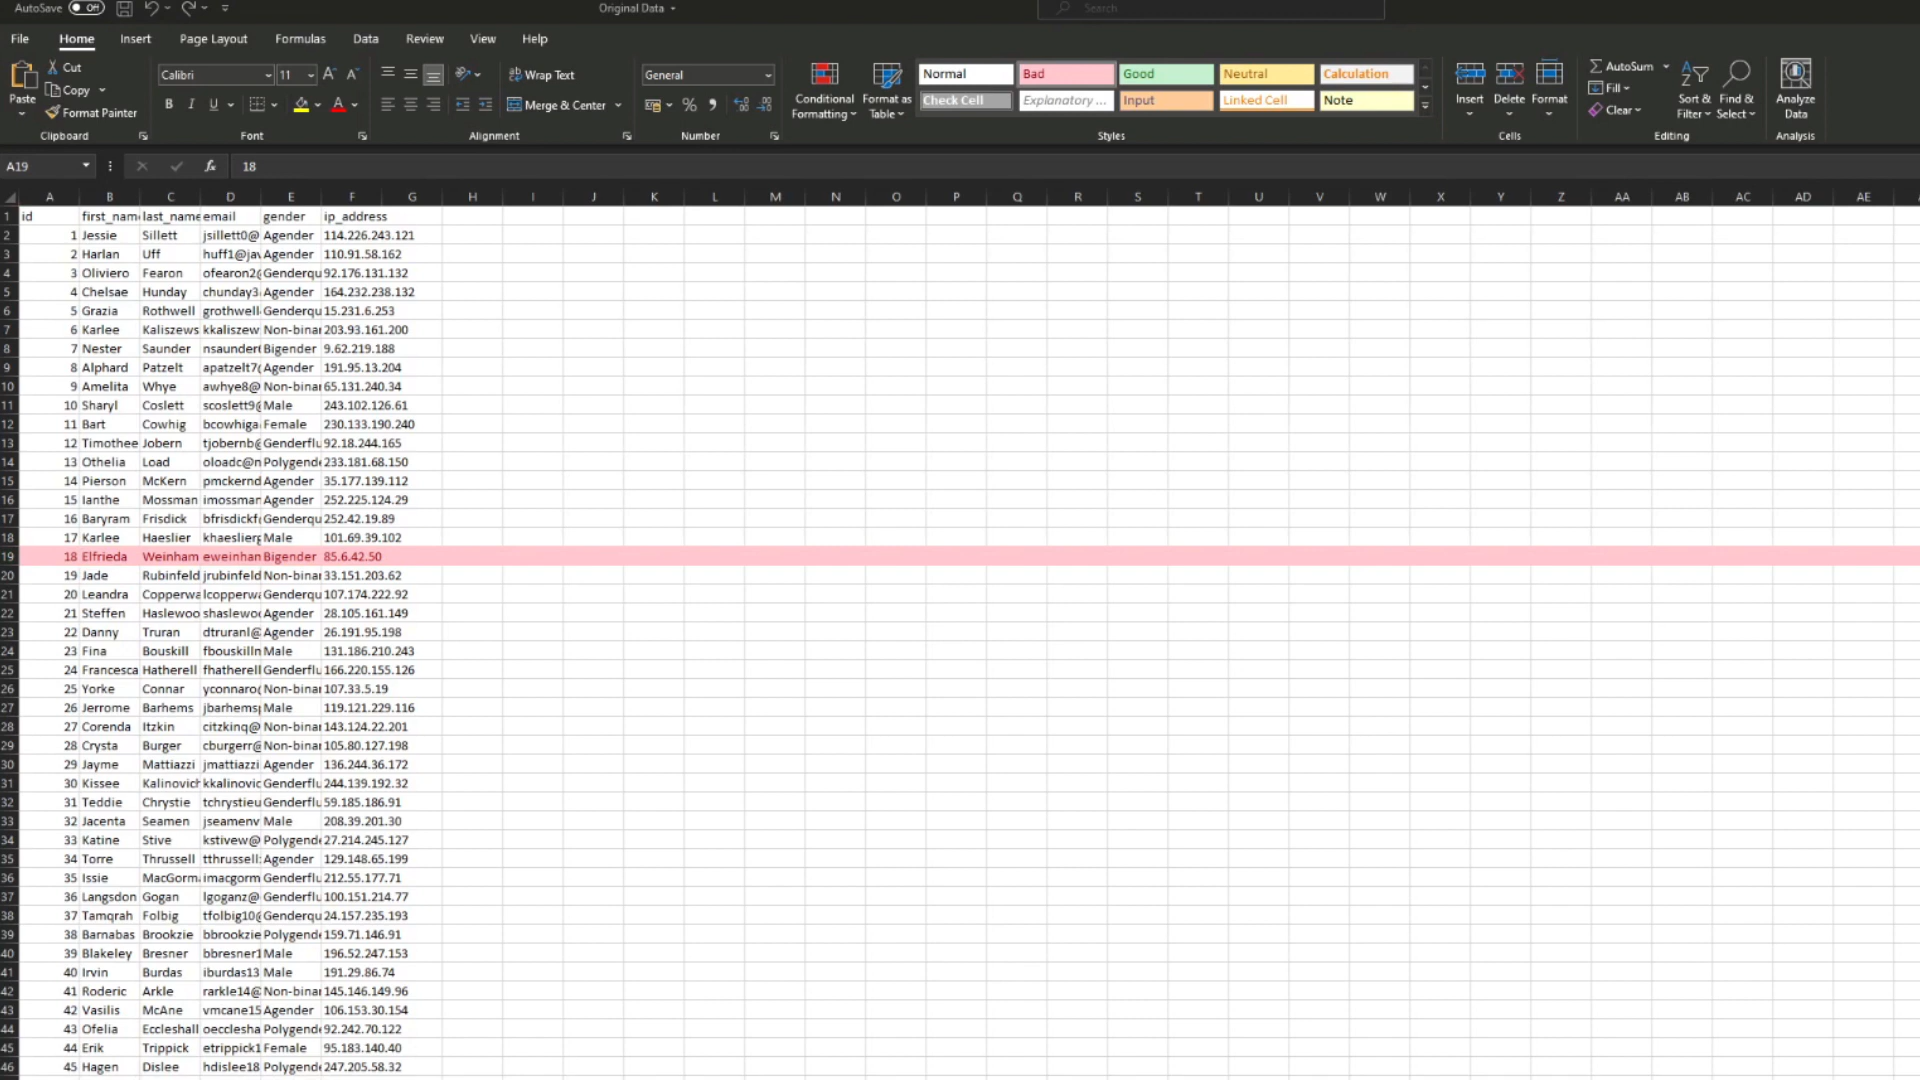 AutoSave Off Original Data Search
File Home Insert Page Layout Formulas Data Review View Help
Paste Cut Copy Format Painter Clipboard
Calibri 11 B I U Font
Wrap Text Merge & Center Alignment
General % Number
Conditional Formatting Format as Table
Normal Bad Good Neutral Calculation
Check Cell Explanatory ... Input Linked Cell Note
Styles
Insert Delete Format Cells
AutoSum Fill Clear Sort & Filter Find & Select Editing
Analyze Data Analysis
A19 fx 18
A B C D E F G H I J K L M N O P Q R S T U V W X Y Z AA AB AC AD AE
1 id first_name last_name email gender ip_address
2 1 Jessie Sillett jsillett0@ Agender 114.226.243.121
3 2 Harlan Uff huff1@jav Agender 110.91.58.162
4 3 Oliviero Fearon ofearon2@ Genderqu 92.176.131.132
5 4 Chelsae Hunday chunday3 Agender 164.232.238.132
6 5 Grazia Rothwell grothwell Genderqu 15.231.6.253
7 6 Karlee Kaliszews kkaliszew Non-binar 203.93.161.200
8 7 Nester Saunder nsaunder Bigender 9.62.219.188
9 8 Alphard Patzelt apatzelt7 Agender 191.95.13.204
10 9 Amelita Whye awhye8@ Non-binar 65.131.240.34
11 10 Sharyl Coslett scoslett9@ Male 243.102.126.61
12 11 Bart Cowhig bcowhiga Female 230.133.190.240
13 12 Timothee Jobern tjobernb@ Genderflu 92.18.244.165
14 13 Othelia Load oloadc@n Polygende 233.181.68.150
15 14 Pierson McKern pmckernd Agender 35.177.139.112
16 15 Ianthe Mossman imossman Agender 252.225.124.29
17 16 Baryram Frisdick bfrisdickf Genderqu 252.42.19.89
18 17 Karlee Haeslier khaeslierg Male 101.69.39.102
19 18 Elfrieda Weinham eweinham Bigender 85.6.42.50
20 19 Jade Rubinfeld jrubinfeld Non-binar 33.151.203.62
21 20 Leandra Copperwa lcopperwa Genderqu 107.174.222.92
22 21 Steffen Haslewoo shaslewoo Agender 28.105.161.149
23 22 Danny Truran dtruranl@ Agender 26.191.95.198
24 23 Fina Bouskill fbouskillm Male 131.186.210.243
25 24 Francesca Hatherell fhatherell Genderflu 166.220.155.126
26 25 Yorke Connar yconnaro Non-binar 107.33.5.19
27 26 Jerrome Barhems jbarhemsp Male 119.121.229.116
28 27 Corenda Itzkin citzkinq@ Non-binar 143.124.22.201
29 28 Crysta Burger cburgerr@ Non-binar 105.80.127.198
30 29 Jayme Mattiazzi jmattiazzi Agender 136.244.36.172
31 30 Kissee Kalinovich kkalinovic Genderflu 244.139.192.32
32 31 Teddie Chrystie tchrystieu Genderflu 59.185.186.91
33 32 Jacenta Seamen jseamenv Male 208.39.201.30
34 33 Katine Stive kstivew@ Polygende 27.214.245.127
35 34 Torre Thrussell tthrussell Agender 129.148.65.199
36 35 Issie MacGorma imacgorm Genderflu 212.55.177.71
37 36 Langsdon Gogan lgoganz@ Genderflu 100.151.214.77
38 37 Tamqrah Folbig tfolbig10@ Genderqu 24.157.235.193
39 38 Barnabas Brookzie bbrookzie Polygende 159.71.146.91
40 39 Blakeley Bresner bbresner1 Male 196.52.247.153
41 40 Irvin Burdas iburdas13 Male 191.29.86.74
42 41 Roderic Arkle rarkle14@ Non-binar 145.146.149.96
43 42 Vasilis McAne vmcane15 Agender 106.153.30.154
44 43 Ofelia Eccleshall oecclesha Polygende 92.242.70.122
45 44 Erik Trippick etrippick1 Female 95.183.140.40
46 45 Hagen Dislee hdislee18 Polygende 247.205.58.32